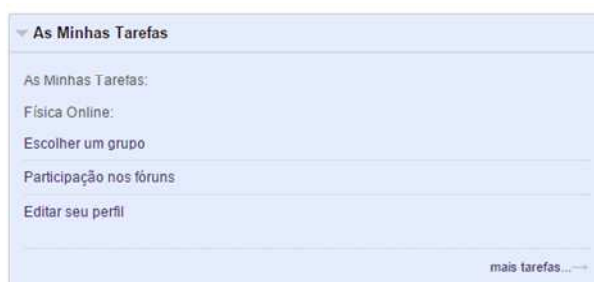 As Minhas Tarefas
As Minhas Tarefas:
Física Online:
Escolher um grupo
Participação nos fóruns
Editar seu perfil
mais tarefas...→